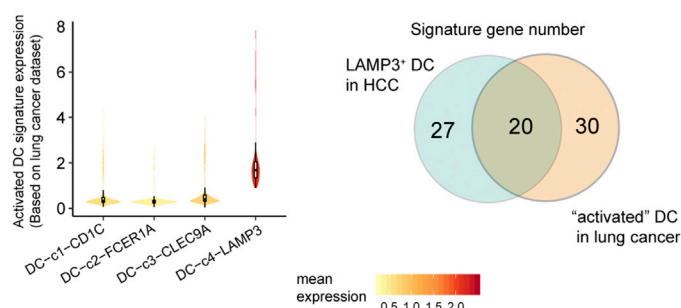 Activated DC signature expression
(Based on lung cancer dataset)
8
6
4
2
0
DC-c1-CD1C
DC-c2-FCER1A
DC-c3-CLEC9A
DC-c4-LAMP3
Signature gene number
LAMP3⁺ DC
in HCC
27
20
30
“activated” DC
in lung cancer
mean
expression
0.5 1.0 1.5 2.0